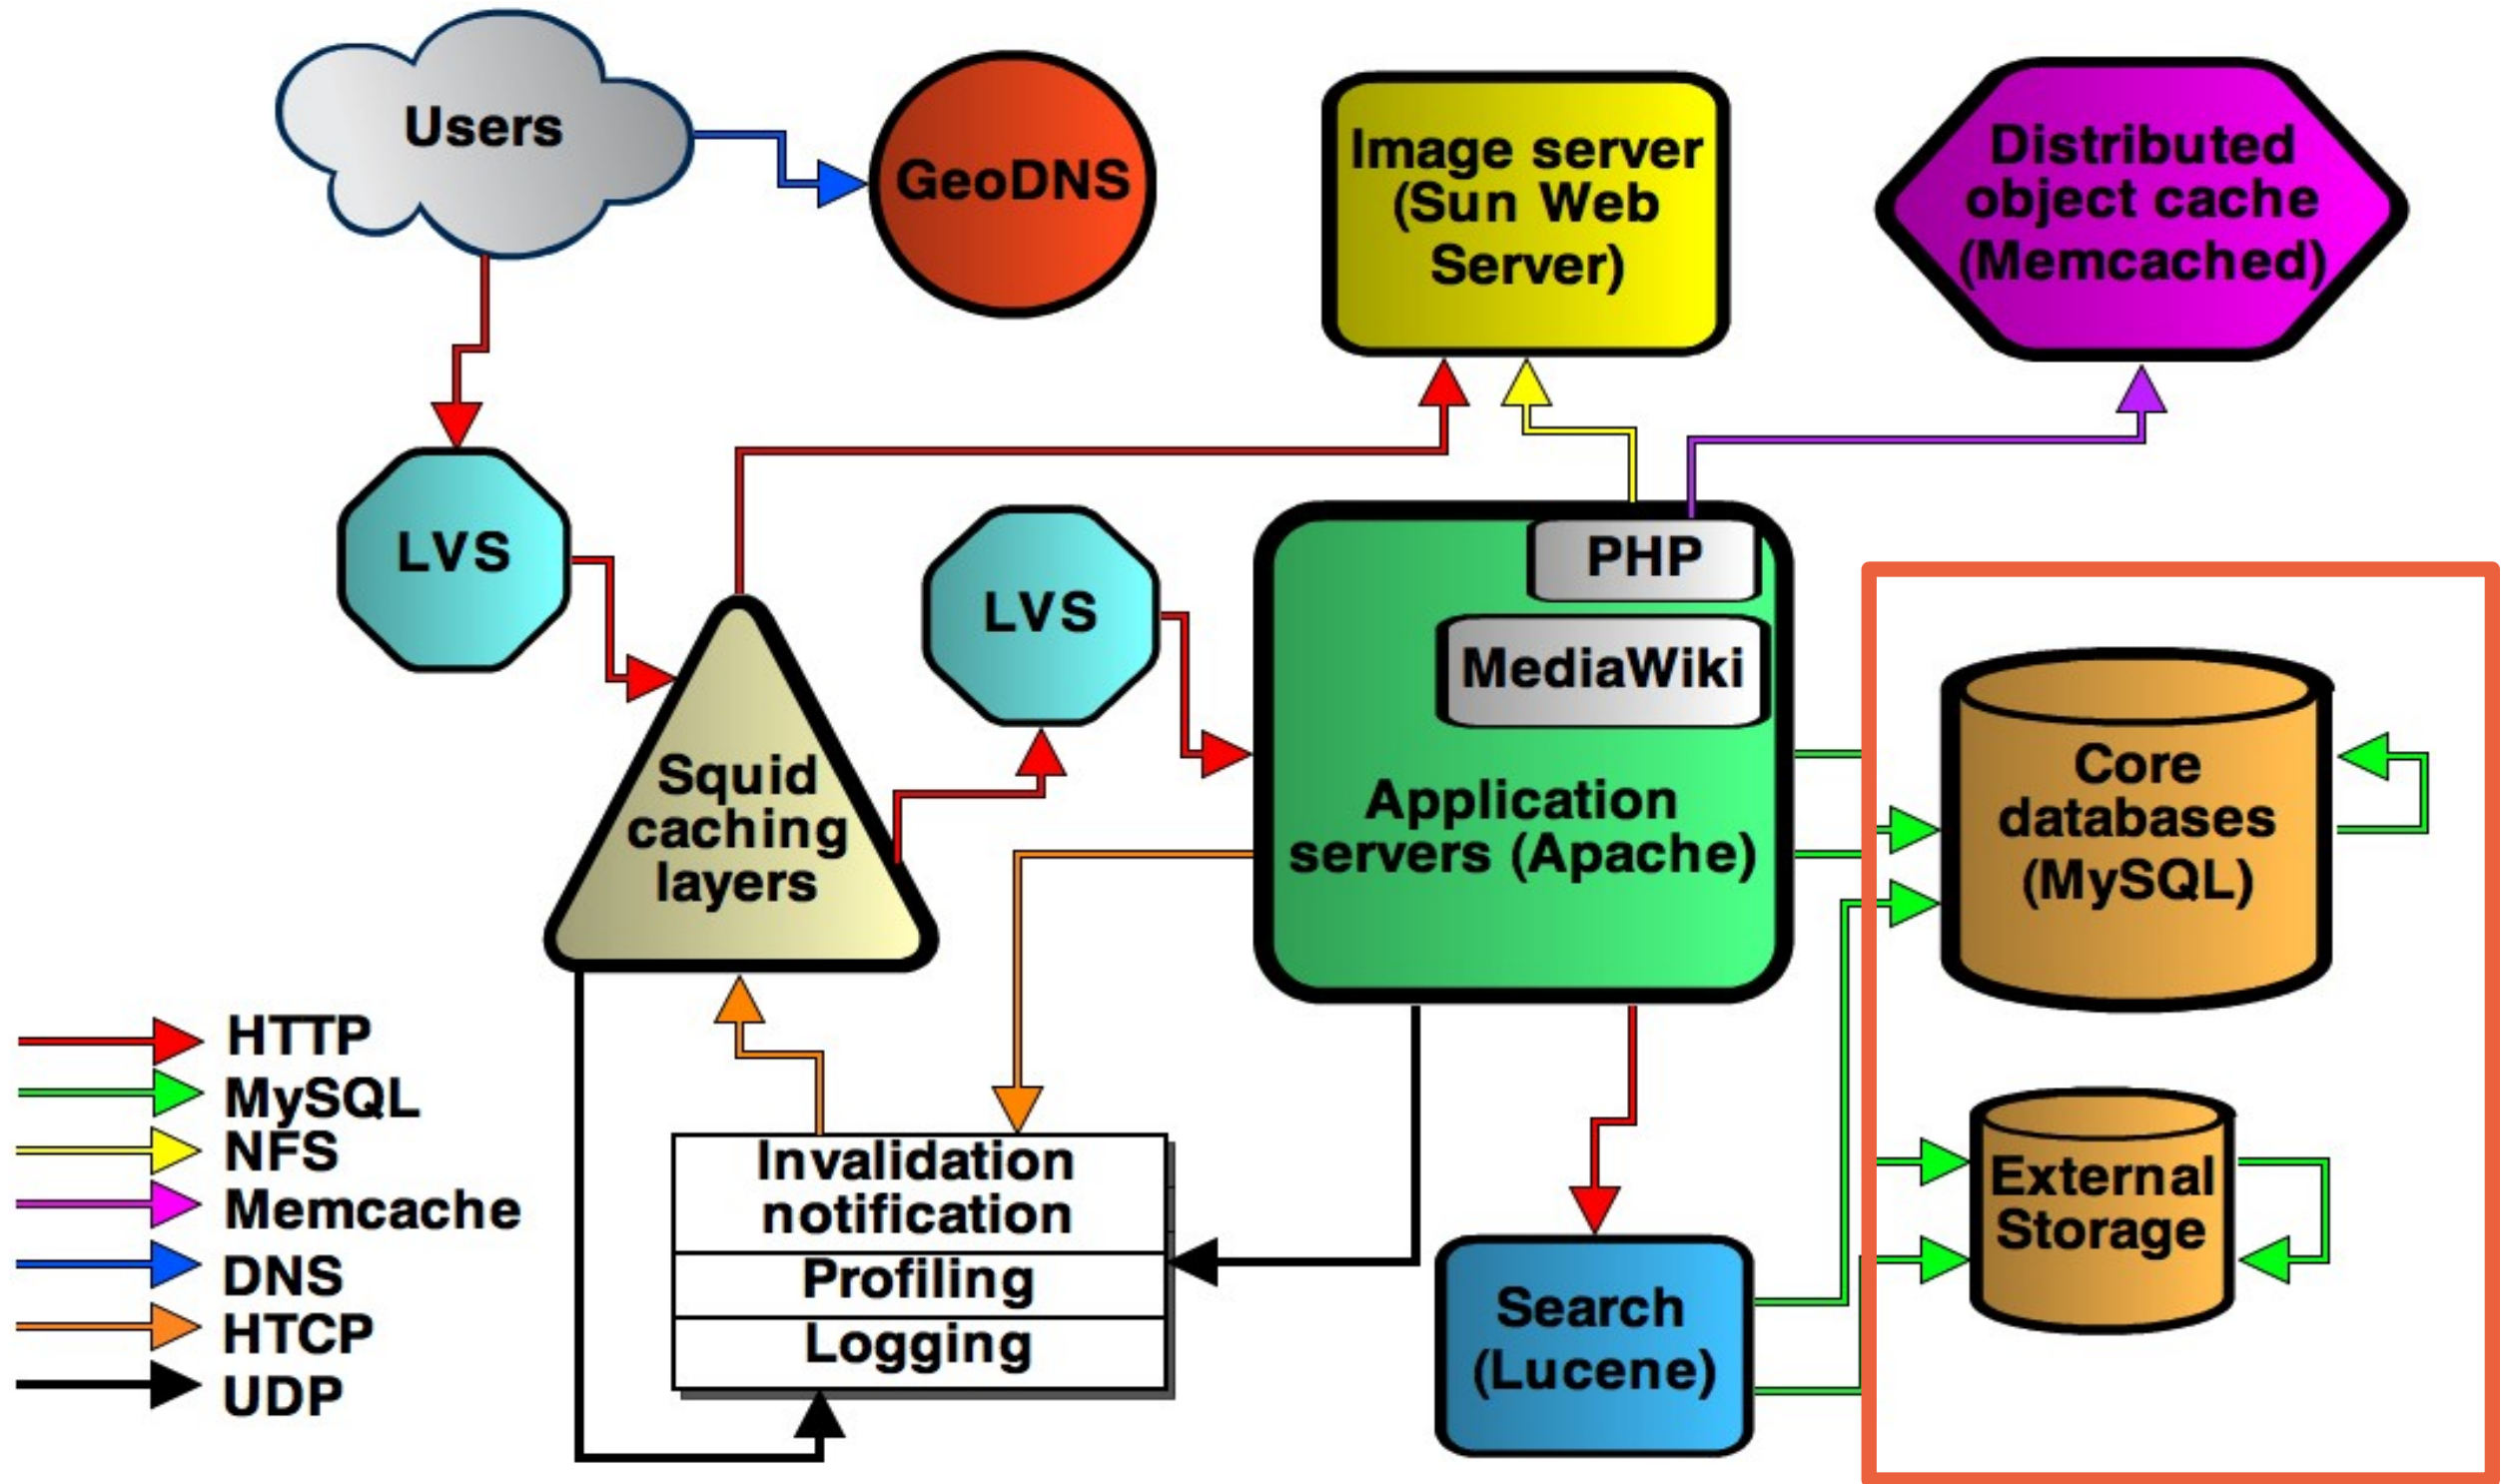 Users
GeoDNS
Image server
(Sun Web
Server)
Distributed
object cache
(Memcached)
LVS
LVS
PHP
MediaWiki
Squid
caching
layers
Application
servers (Apache)
Core
databases
(MySQL)
HTTP
MySQL
NFS
Memcache
DNS
HTCP
UDP
Invalidation
notification
Profiling
Logging
Search
(Lucene)
External
Storage